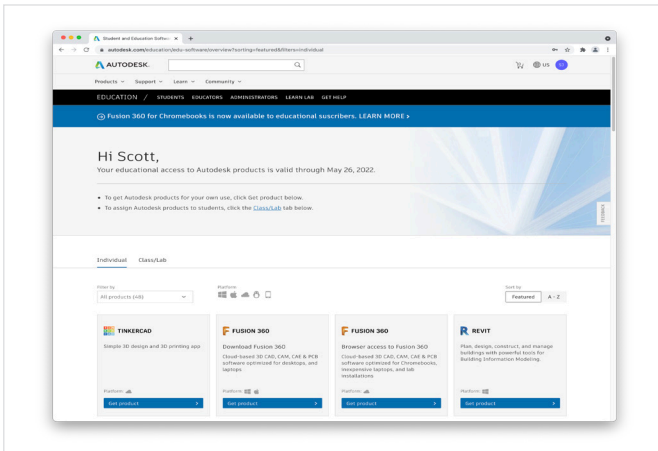 Student and Education Softwa
autodesk.com/education/edu-software/overview?sorting=featured&filters=individual
AUTODESK.
US
Products
Support
Learn
Community
EDUCATION / STUDENTS EDUCATORS ADMINISTRATORS LEARN LAB GET HELP
Fusion 360 for Chromebooks is now available to educational suscribers. LEARN MORE >
Hi Scott,
Your educational access to Autodesk products is valid through May 26, 2022.
• To get Autodesk products for your own use, click Get product below.
• To assign Autodesk products to students, click the Class/Lab tab below.
Individual Class/Lab
Filter by
Platform
Sort by
All products (48)
Featured A - Z
TINKERCAD
Simple 3D design and 3D printing app
Platform:
Get product >
FUSION 360
Download Fusion 360
Cloud-based 3D CAD, CAM, CAE & PCB
software optimized for desktops, and
laptops
Platform:
Get product >
FUSION 360
Browser access to Fusion 360
Cloud-based 3D CAD, CAM, CAE & PCB
software optimized for Chromebooks,
inexpensive laptops, and lab
installations
Platform:
Get product >
REVIT
Plan, design, construct, and manage
buildings with powerful tools for
Building Information Modeling.
Platform:
Get product >